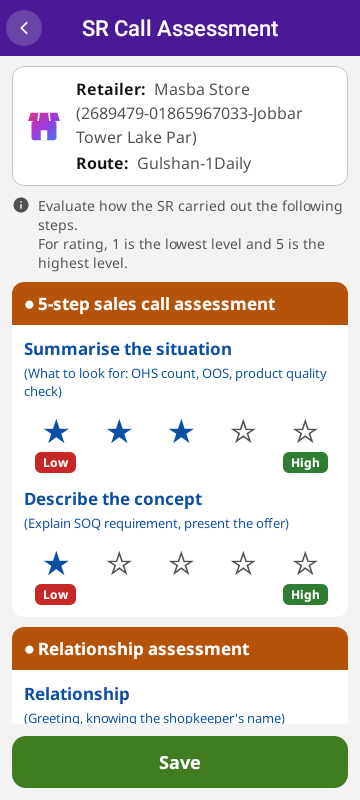 SR Call Assessment
Retailer: Masba Store
(2689479-01865967033-Jobbar
Tower Lake Par)
Route: Gulshan-1Daily
Evaluate how the SR carried out the following
steps.
For rating, 1 is the lowest level and 5 is the
highest level.
5-step sales call assessment
Summarise the situation
(What to look for: OHS count, OOS, product quality
check)
Low High
Describe the concept
(Explain SOQ requirement, present the offer)
Low High
Relationship assessment
Relationship
(Greeting, knowing the shopkeeper's name)
Save